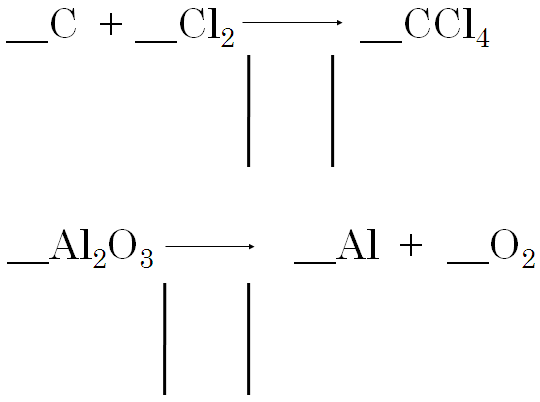 __C + __Cl₂ ⟶ __CCl₄
__Al₂O₃ ⟶ __Al + __O₂